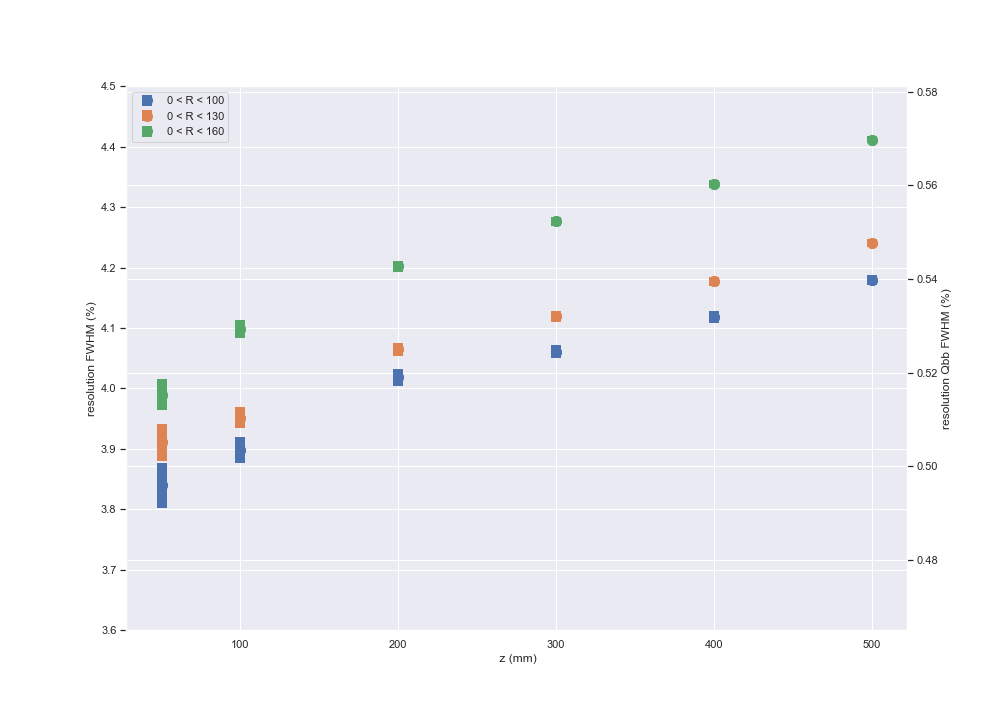 0 < R < 100
0 < R < 130
0 < R < 160
4.5
4.4
4.3
4.2
4.1
4.0
3.9
3.8
3.7
3.6
resolution FWHM (%)
0.58
0.56
0.54
0.52
0.50
0.48
resolution Qbb FWHM (%)
100 200 300 400 500
z (mm)